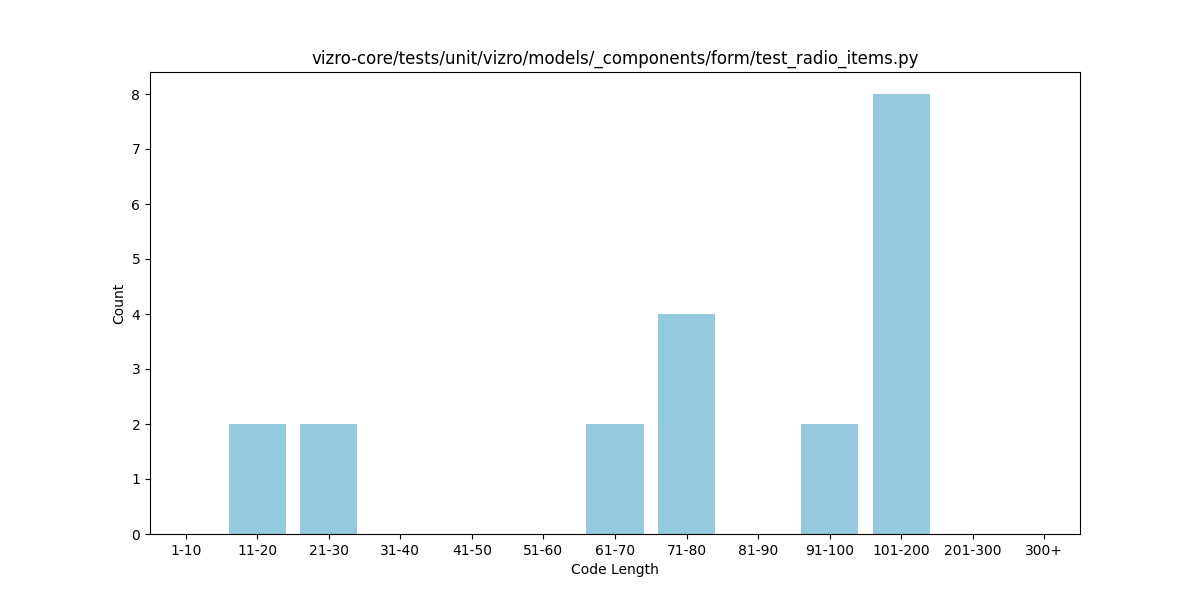 vizro-core/tests/unit/vizro/models/_components/form/test_radio_items.py
8
7
6
5
4
3
2
1
0
Count
1-10 11-20 21-30 31-40 41-50 51-60 61-70 71-80 81-90 91-100 101-200 201-300 300+
Code Length